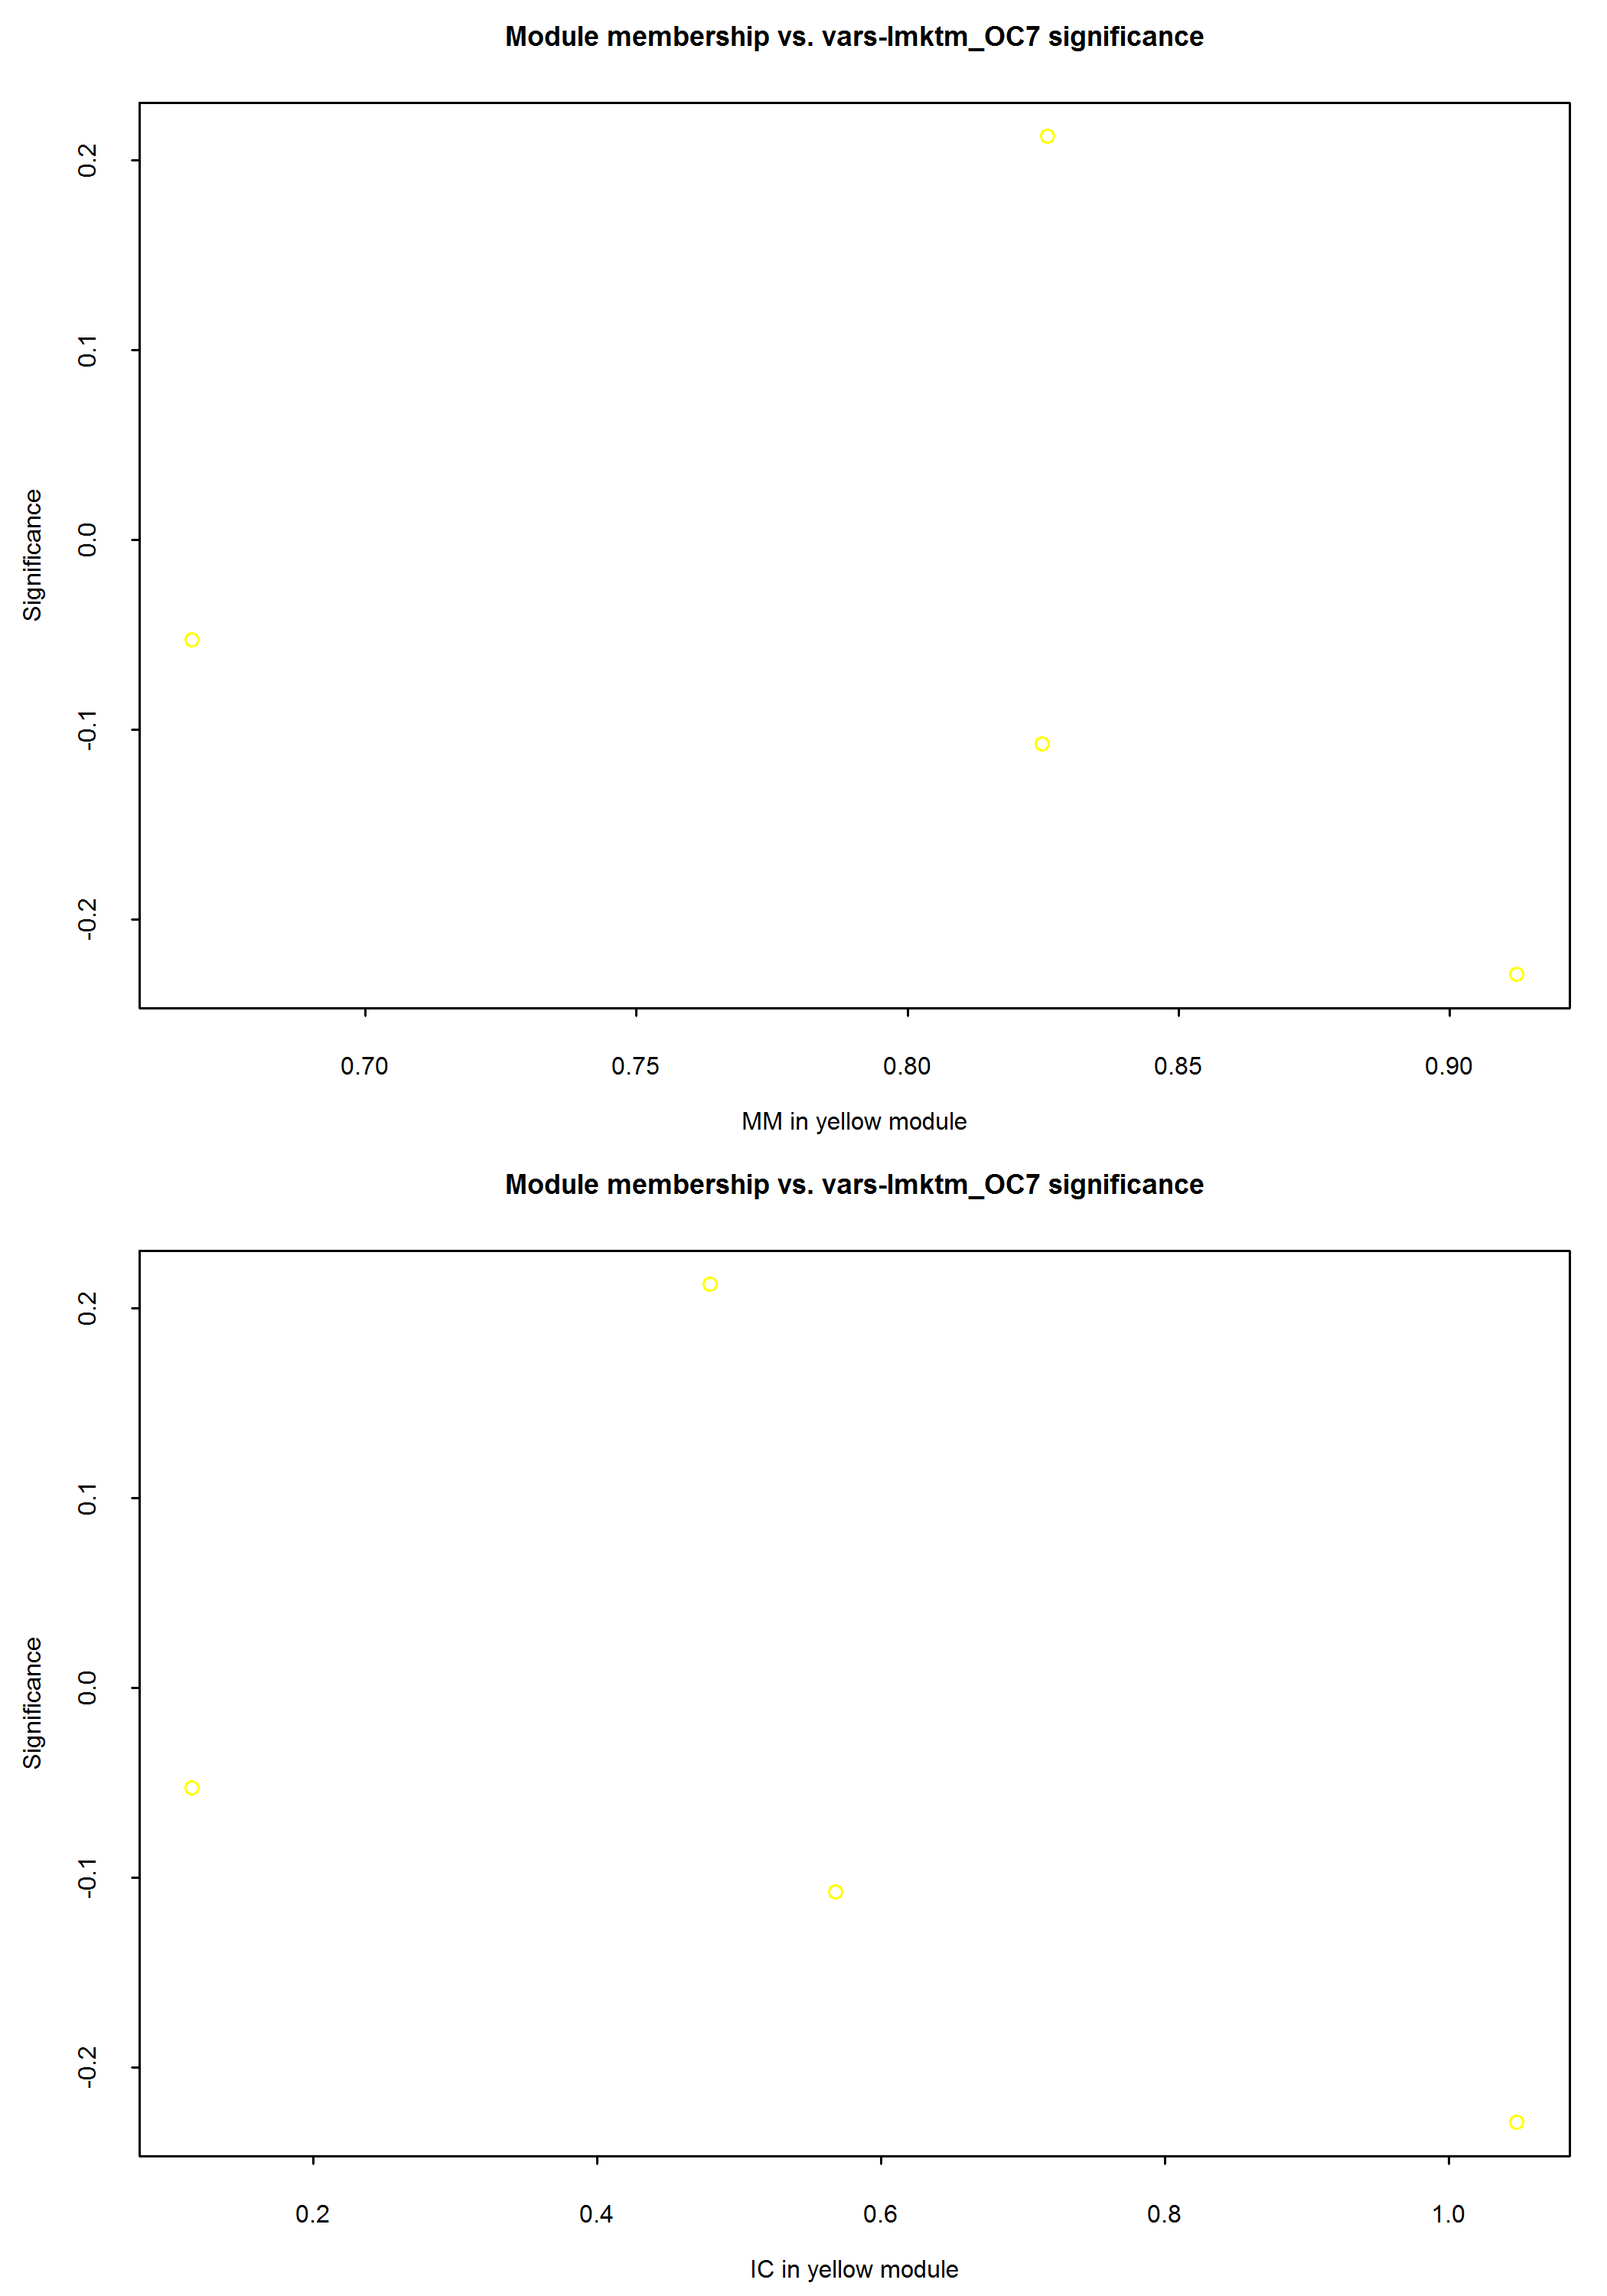 Module membership vs. vars-lmktm_OC7 significance
0.2
0.1
0.0
-0.1
-0.2
Significance
0.70 0.75 0.80 0.85 0.90
MM in yellow module
Module membership vs. vars-lmktm_OC7 significance
0.2
0.1
0.0
-0.1
-0.2
Significance
0.2 0.4 0.6 0.8 1.0
IC in yellow module